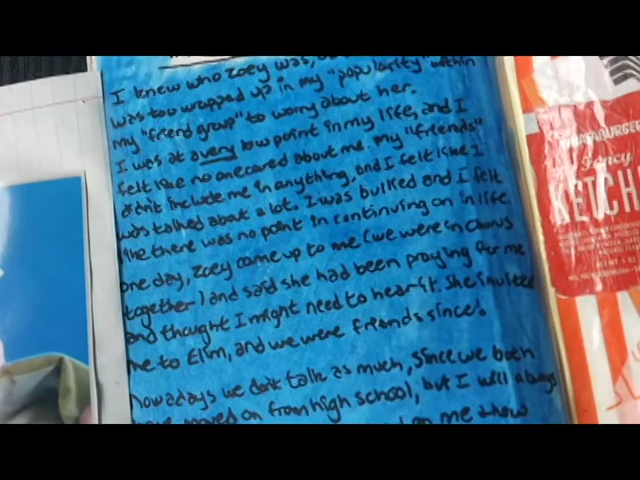 I knew who Zoey was,
was too wrapped up in my "popularity" within
my "friend group" to worry about her.
I was at a very low point in my life, and I
felt like no one cared about me. my "friends"
didn't include me in anything, and I felt like I
was talked about a lot. I was bullied and I felt
like there was no point in continuing on in life.
one day, Zoey came up to me (we were in chorus
together) and said she had been praying for me
and thought I might need to hear it. She invited
me to Elim, and we were friends since!
nowadays we don't talk as much, since we both
have moved on from high school, but I will always
on me show
Fancy
KETCH